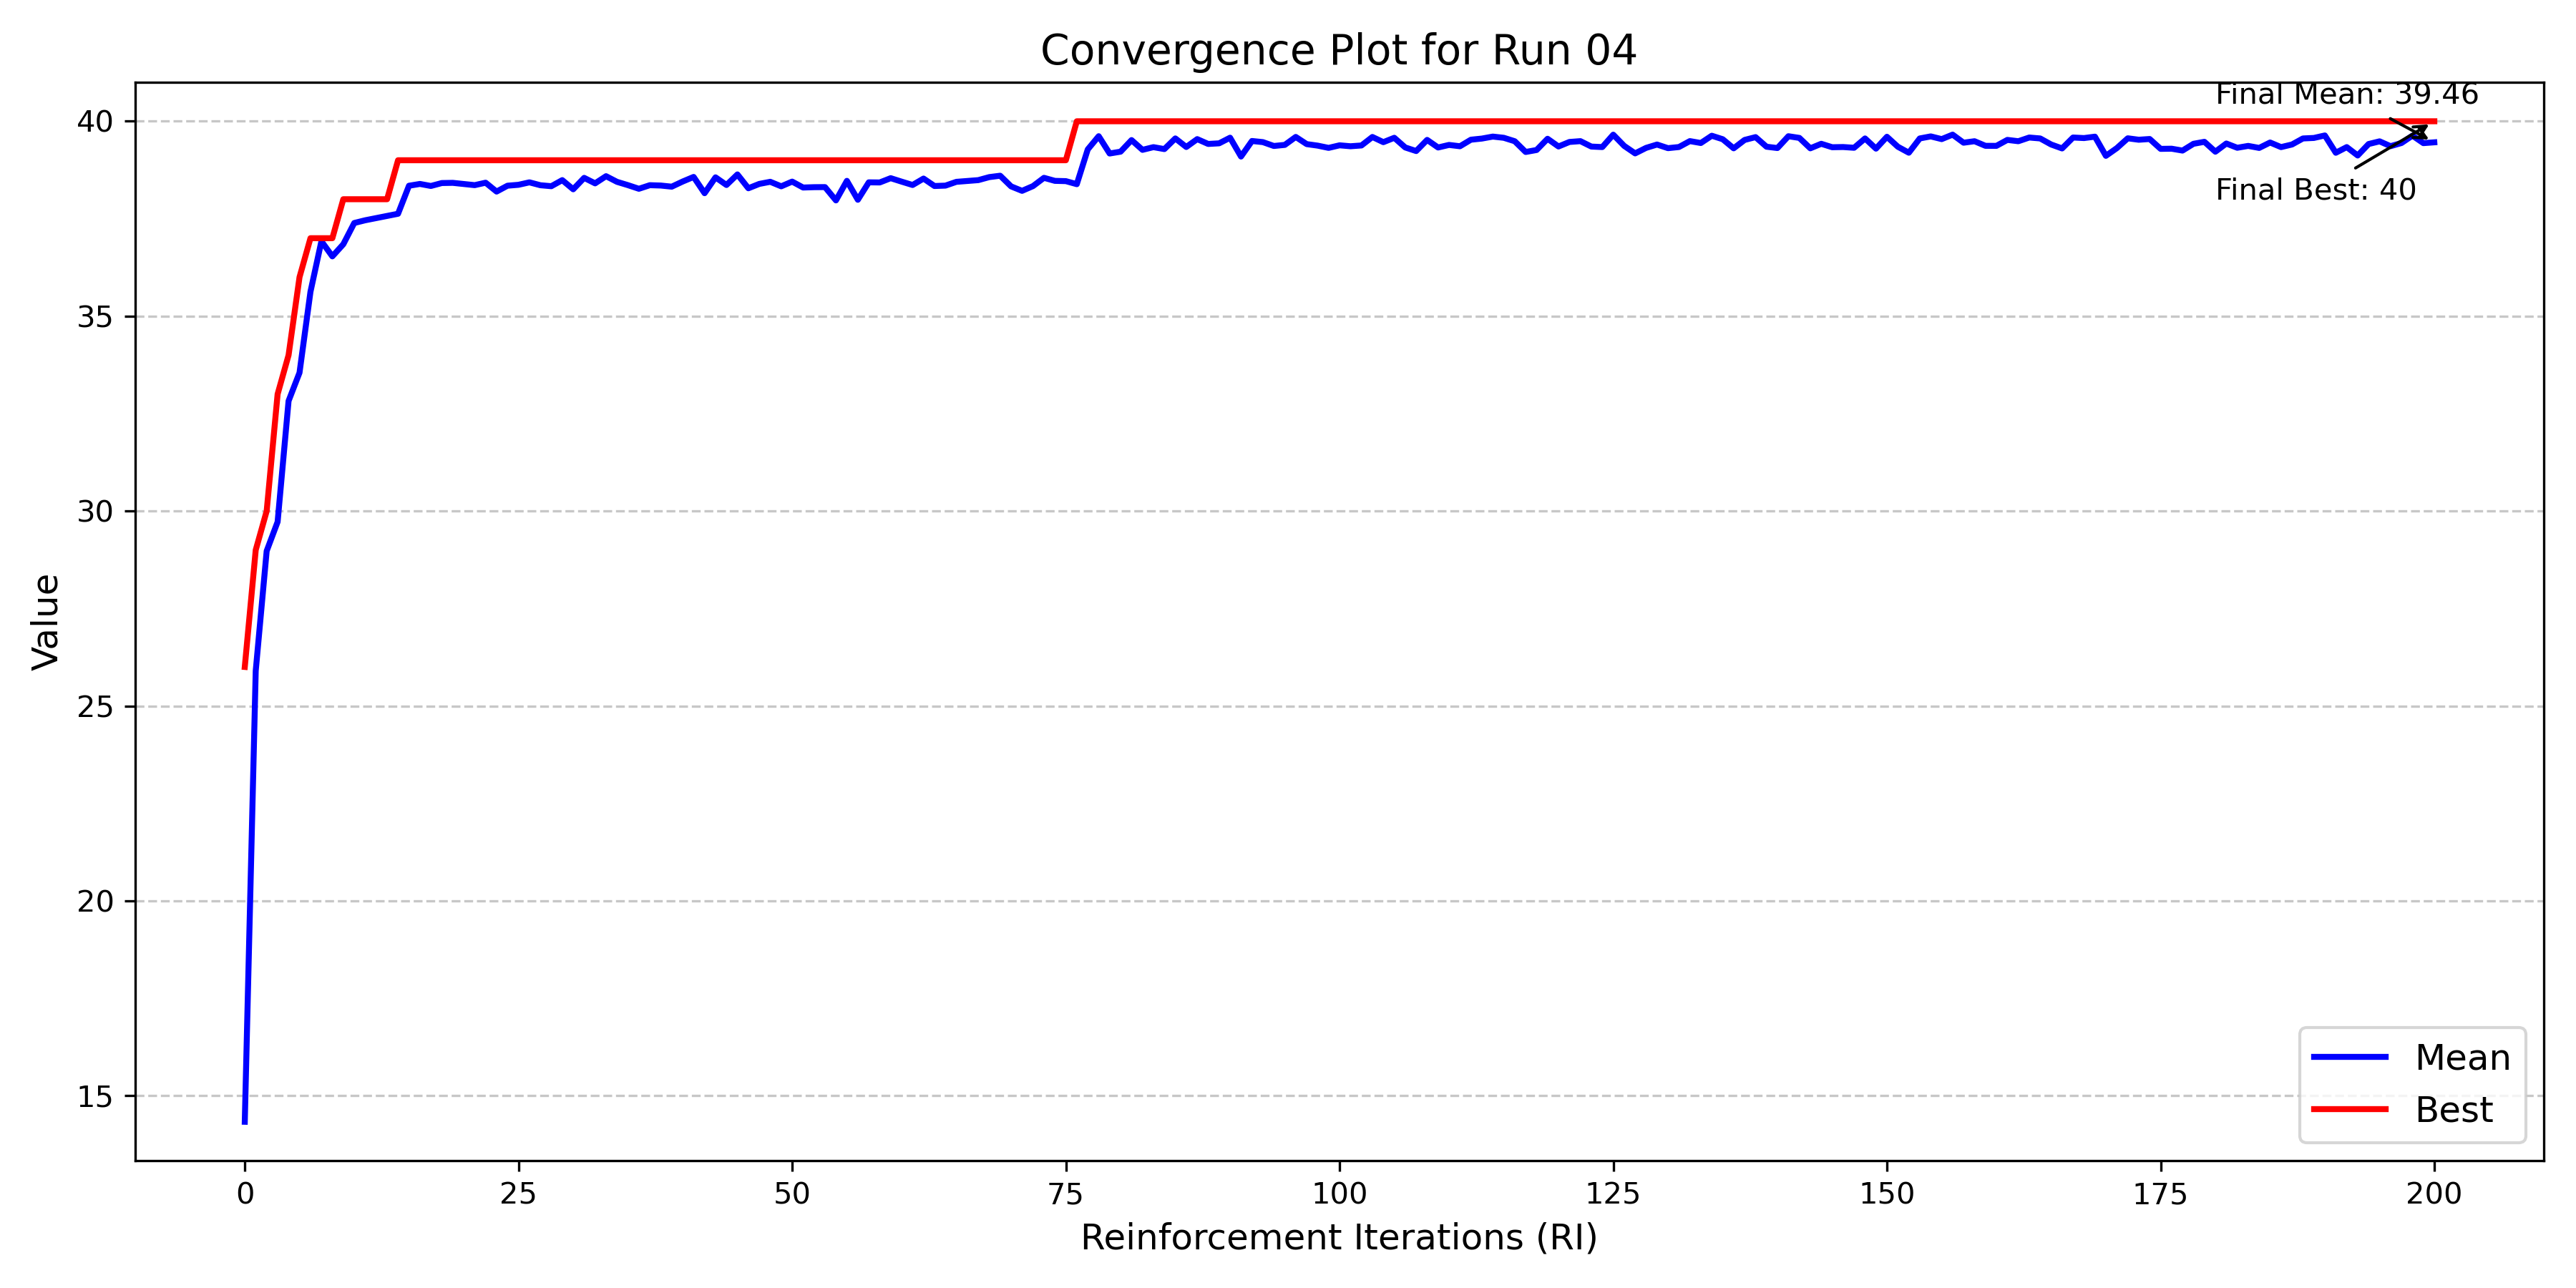 Convergence Plot for Run 04
Final Mean: 39.46
Final Best: 40
40
35
30
25
20
15
Value
0 25 50 75 100 125 150 175 200
Reinforcement Iterations (RI)
Mean
Best